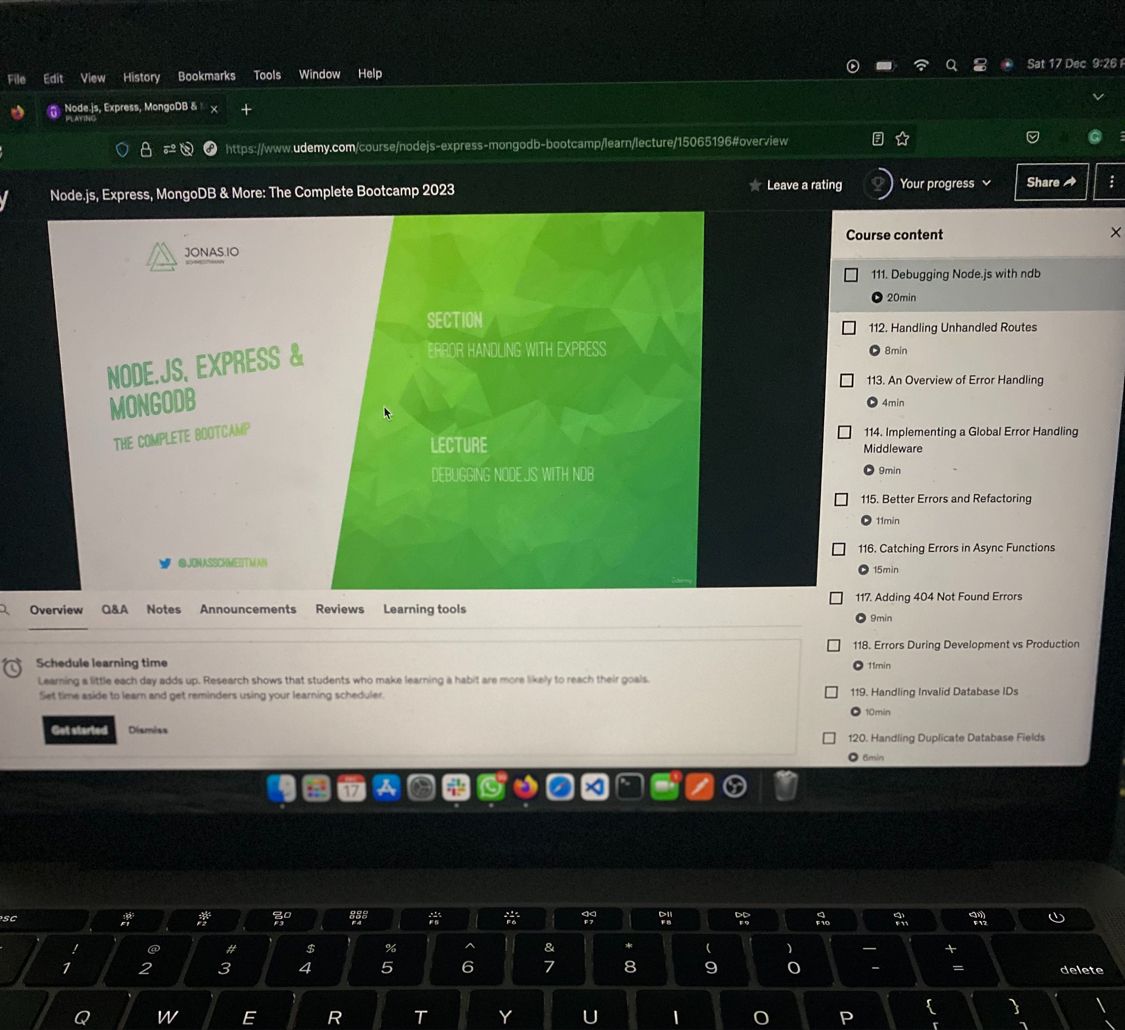 File Edit View History Bookmarks Tools Window Help
Sat 17 Dec 9:26
Node.js, Express, MongoDB &
PLAYING
https://www.udemy.com/course/nodejs-express-mongodb-bootcamp/learn/lecture/15065196#overview
y
Node.js, Express, MongoDB & More: The Complete Bootcamp 2023
Leave a rating
Your progress
Share
JONAS.IO
SCHMEDTMANN
NODE.JS, EXPRESS &
MONGODB
THE COMPLETE BOOTCAMP
@JONASSCHMEDTMAN
SECTION
ERROR HANDLING WITH EXPRESS
LECTURE
DEBUGGING NODE.JS WITH NDB
Udemy
Course content
111. Debugging Node.js with ndb
20min
112. Handling Unhandled Routes
8min
113. An Overview of Error Handling
4min
114. Implementing a Global Error Handling
Middleware
9min
115. Better Errors and Refactoring
11min
116. Catching Errors in Async Functions
15min
117. Adding 404 Not Found Errors
9min
118. Errors During Development vs Production
11min
119. Handling Invalid Database IDs
10min
120. Handling Duplicate Database Fields
6min
Overview Q&A Notes Announcements Reviews Learning tools
Schedule learning time
Learning a little each day adds up. Research shows that students who make learning a habit are more likely to reach their goals.
Set time aside to learn and get reminders using your learning scheduler.
Get started Dismiss
17
esc F1 F2 F3 F4 F5 F6 F7 F8 F9 F10 F11 F12
! @ # $ % ^ & * ( ) — +
1 2 3 4 5 6 7 8 9 0 - = delete
Q W E R T Y U I O P { } \